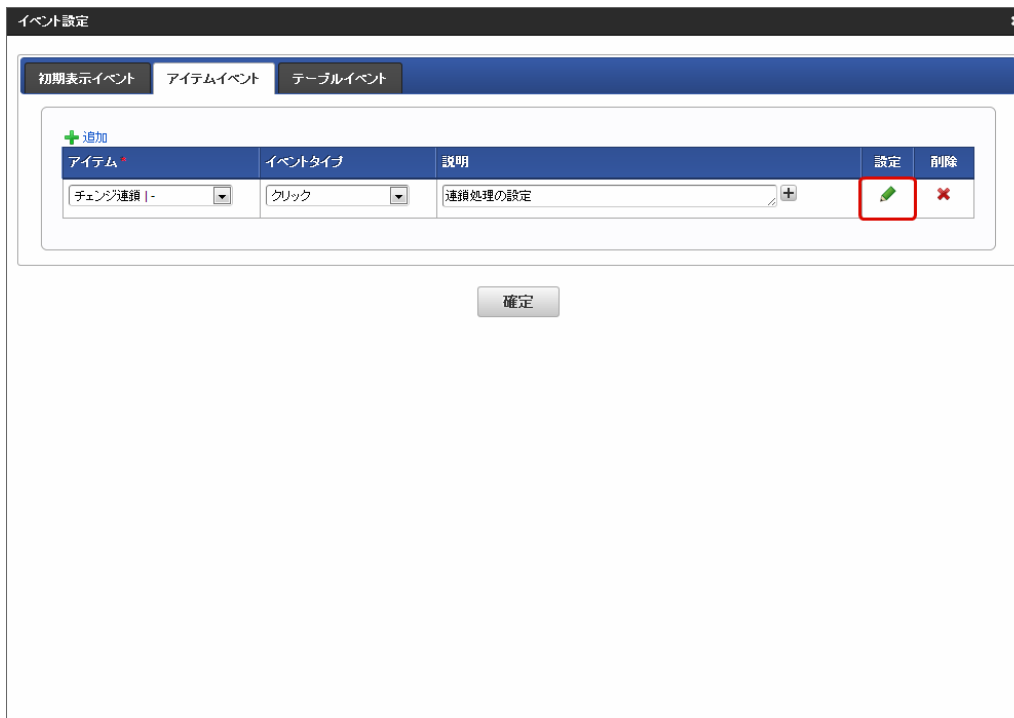 イベント設定
初期表示イベント アイテムイベント テーブルイベント
追加
アイテム* イベントタイプ 説明 設定 削除
チェンジ連鎖 | - クリック 連鎖処理の設定
確定